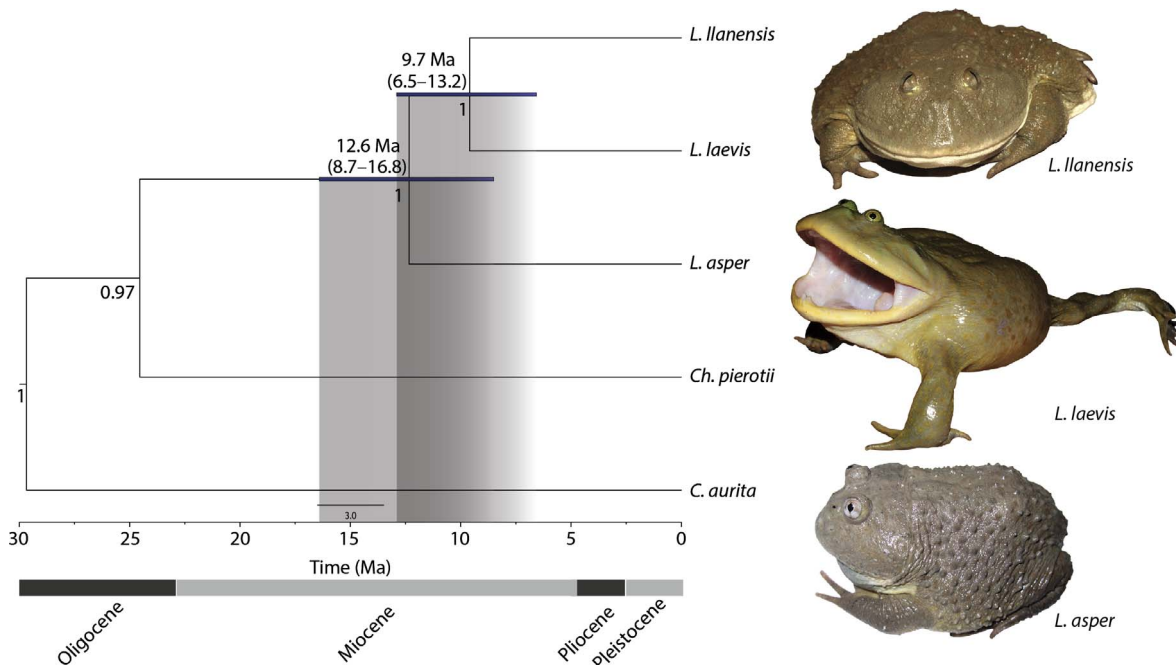 L. llanensis
9.7 Ma
(6.5–13.2)
1
L. laevis
12.6 Ma
(8.7–16.8)
1
L. asper
0.97
Ch. pierotii
1
C. aurita
3.0
30 25 20 15 10 5 0
Time (Ma)
Oligocene
Miocene
Pliocene
Pleistocene
L. llanensis
L. laevis
L. asper